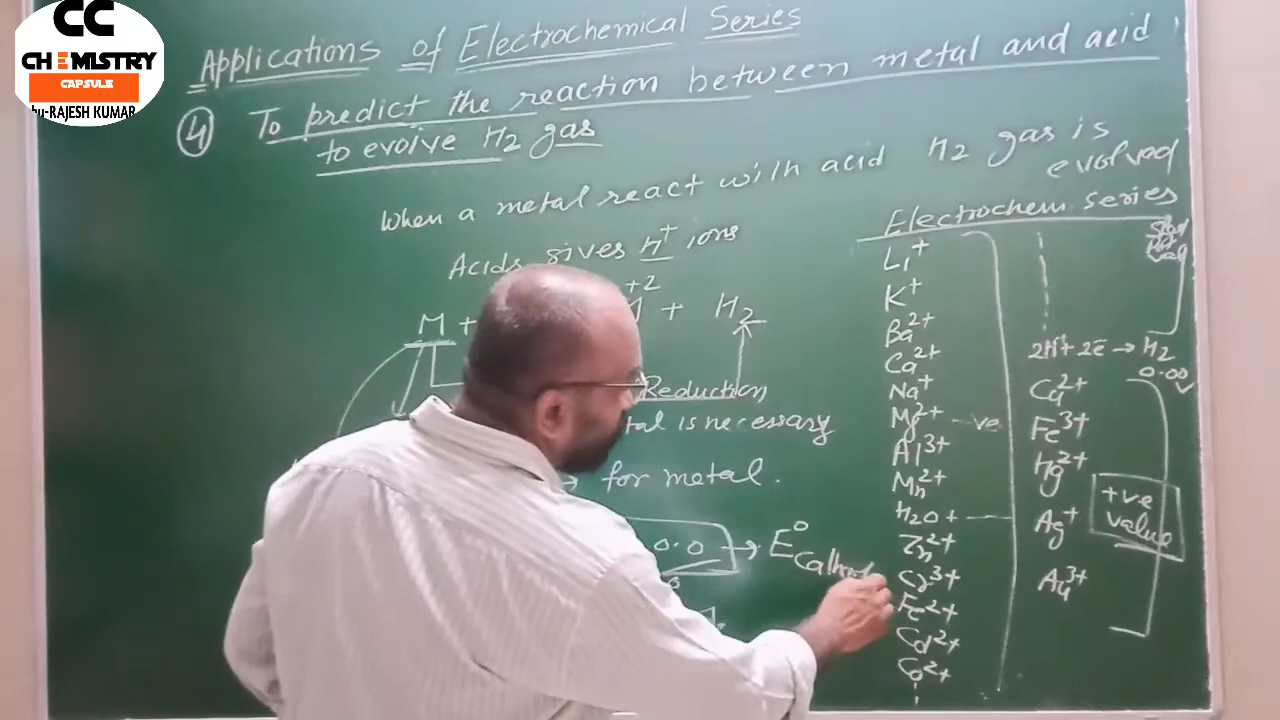 CC
CHEMISTRY
CAPSULE
by-RAJESH KUMAR
Applications of Electrochemical Series
④ To predict the reaction between metal and acid
to evolve H2 gas
When a metal react with acid H2 gas is
evolved
Acids gives H+ ions
M +
+2
+ H2
Reduction
is necessary
→ for metal.
0.0 → E°Cathod
Electrochem. series
Li+
K+
Ba2+
Ca2+
Na+
Mg2+ -ve
Al3+
Mn2+
H2O +
Zn2+
Cr3+
Fe2+
Cd2+
Co2+
2H+ + 2e → H2
0.00
Cu2+
Fe3+
Hg2+
Ag+
Au3+
+ve
value